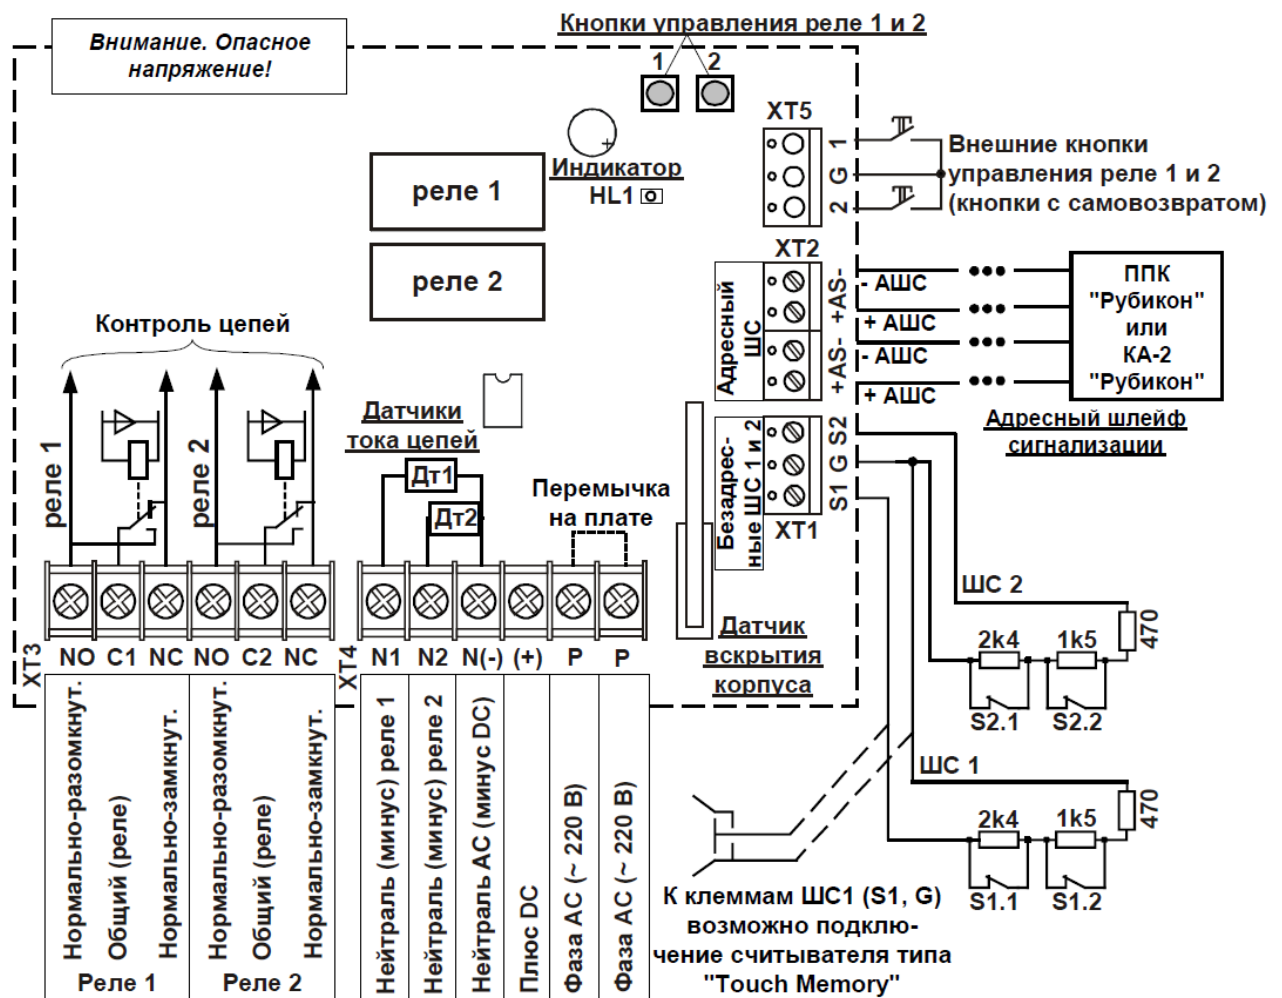 Внимание. Опасное
напряжение!
Кнопки управления реле 1 и 2
1
2
XT5
1
G
2
Внешние кнопки
управления реле 1 и 2
(кнопки с самовозвратом)
Индикатор
HL1
реле 1
реле 2
XT2
Адресный
ШС
+AS-
+AS-
- АШС
+ АШС
- АШС
+ АШС
ППК
"Рубикон"
или
КА-2
"Рубикон"
Адресный шлейф
сигнализации
Контроль цепей
реле 1
реле 2
Датчики
тока цепей
Дт1
Дт2
Перемычка
на плате
Безадрес-
ные ШС 1 и 2
S2
G
S1
XT1
ШС 2
470
2k4
1k5
S2.1
S2.2
Датчик
вскрытия
корпуса
XT3
NO
C1
NC
NO
C2
NC
XT4
N1
N2
N(-)
(+)
P
P
Нормально-разомкнут.
Общий (реле)
Нормально-замкнут.
Нормально-разомкнут.
Общий (реле)
Нормально-замкнут.
Реле 1
Реле 2
Нейтраль (минус) реле 1
Нейтраль (минус) реле 2
Нейтраль AC (минус DC)
Плюс DC
Фаза AC (~ 220 В)
Фаза AC (~ 220 В)
ШС 1
470
2k4
1k5
S1.1
S1.2
К клеммам ШС1 (S1, G)
возможно подклю-
чение считывателя типа
"Touch Memory"